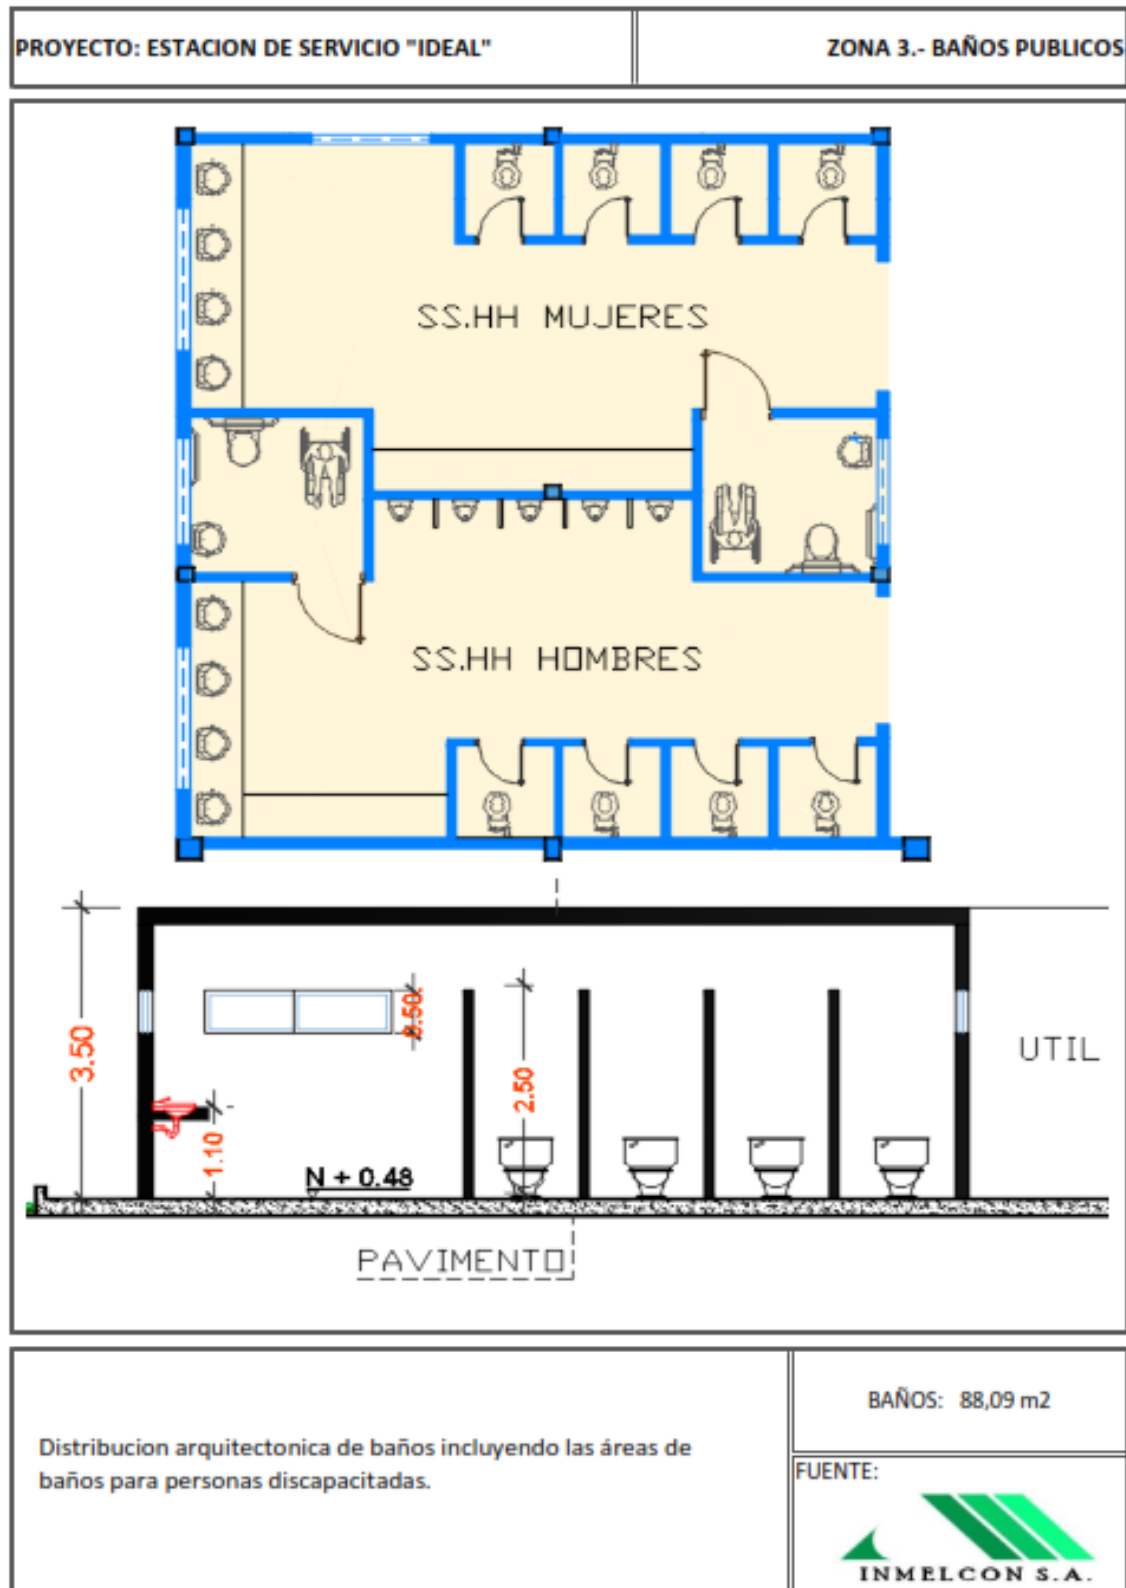 PROYECTO: ESTACION DE SERVICIO "IDEAL"
ZONA 3.- BAÑOS PUBLICOS
SS.HH MUJERES
SS.HH HOMBRES
3.50
0.50
2.50
UTIL
1.10
N + 0.48
PAVIMENTO
BAÑOS: 88,09 m2
Distribucion arquitectonica de baños incluyendo las áreas de
baños para personas discapacitadas.
FUENTE:
INMELCON S.A.